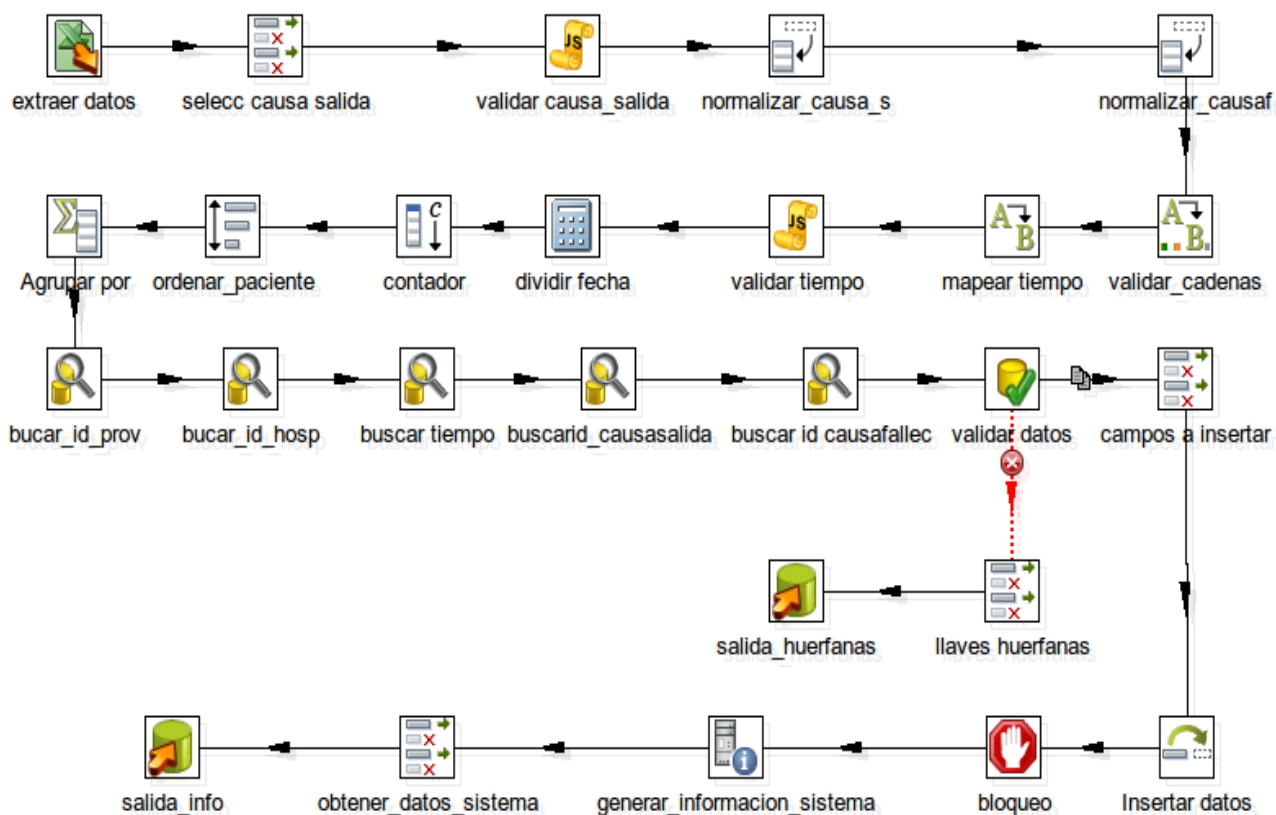 extraer datos
selecc causa salida
validar causa_salida
normalizar_causa_s
normalizar_causaf
Agrupar por
ordenar_paciente
contador
dividir fecha
validar tiempo
mapear tiempo
validar_cadenas
bucar_id_prov
bucar_id_hosp
buscar tiempo
buscarid_causasalida
buscar id causafallec
validar datos
campos a insertar
salida_huerfanas
llaves huerfanas
salida_info
obtener_datos_sistema
generar_informacion_sistema
bloqueo
Insertar datos